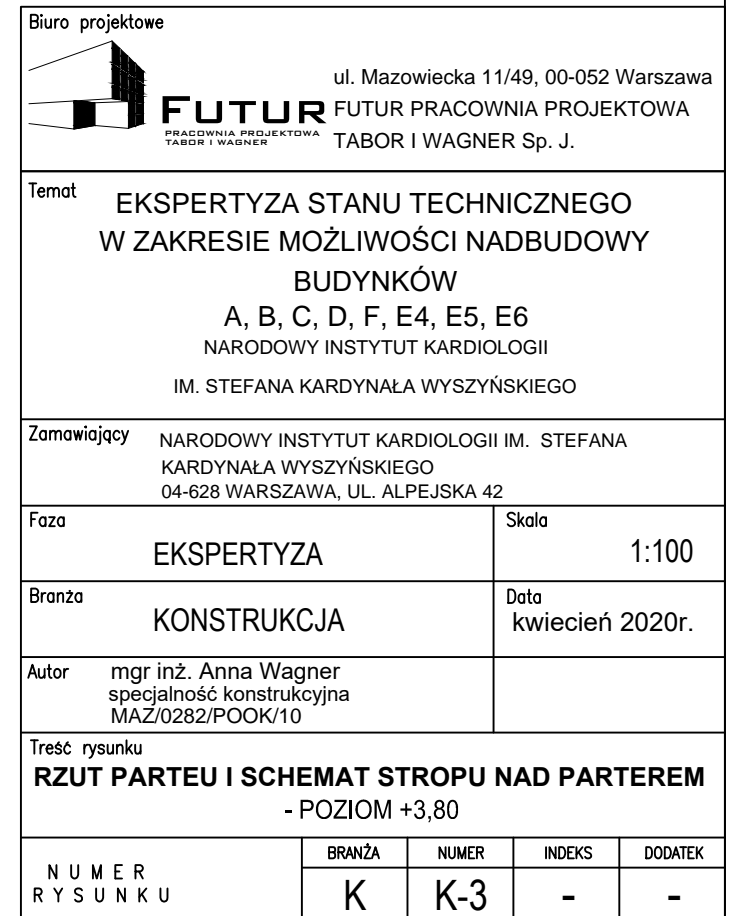 Biuro projektowe
FUTUR
PRACOWNIA PROJEKTOWA
TABOR I WAGNER
ul. Mazowiecka 11/49, 00-052 Warszawa
FUTUR PRACOWNIA PROJEKTOWA
TABOR I WAGNER Sp. J.
Temat
EKSPERTYZA STANU TECHNICZNEGO
W ZAKRESIE MOŻLIWOŚCI NADBUDOWY
BUDYNKÓW
A, B, C, D, F, E4, E5, E6
NARODOWY INSTYTUT KARDIOLOGII
IM. STEFANA KARDYNAŁA WYSZYŃSKIEGO
Zamawiający
NARODOWY INSTYTUT KARDIOLOGII IM. STEFANA
KARDYNAŁA WYSZYŃSKIEGO
04-628 WARSZAWA, UL. ALPEJSKA 42
Faza
EKSPERTYZA
Skala
1:100
Branża
KONSTRUKCJA
Data
kwiecień 2020r.
Autor
mgr inż. Anna Wagner
specjalność konstrukcyjna
MAZ/0282/POOK/10
Treść rysunku
RZUT PARTEU I SCHEMAT STROPU NAD PARTEREM
- POZIOM +3,80
NUMER
RYSUNKU
BRANŻA NUMER INDEKS DODATEK
K K-3 - -